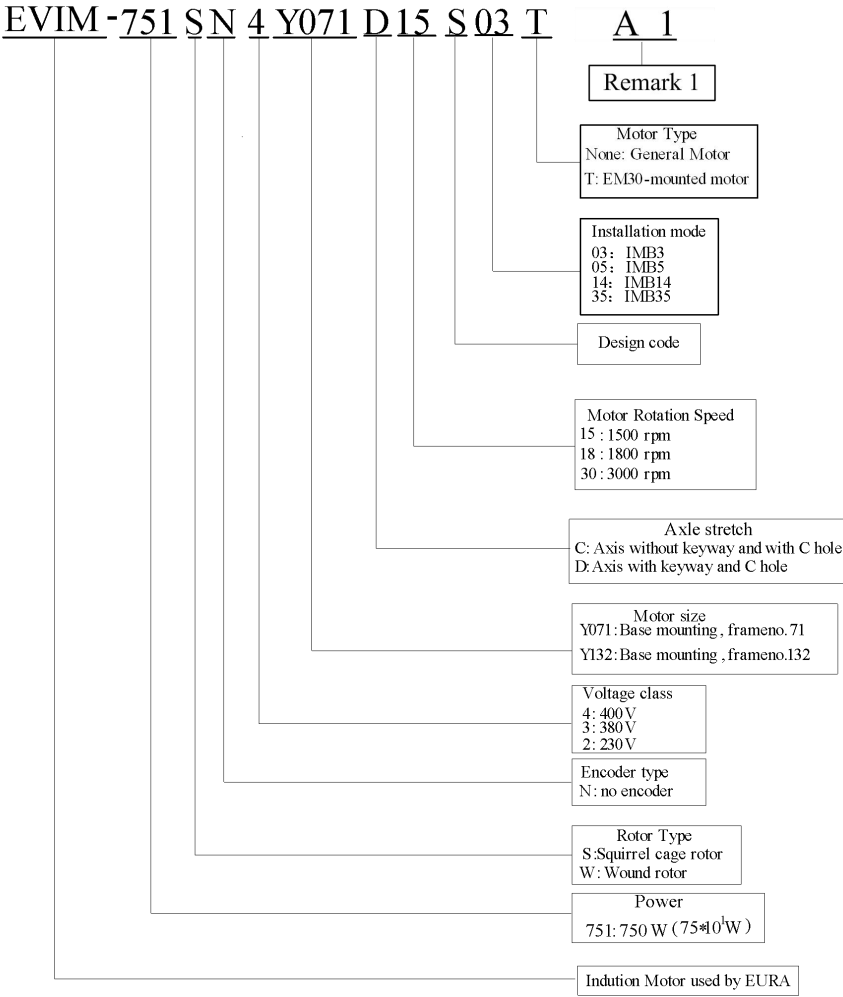 EVIM-751 S N 4 Y071 D 15 S 03 T A 1
Remark 1
Motor Type
None: General Motor
T: EM30-mounted motor
Installation mode
03: IMB3
05: IMB5
14: IMB14
35: IMB35
Design code
Motor Rotation Speed
15 : 1500 rpm
18 : 1800 rpm
30 : 3000 rpm
Axle stretch
C: Axis without keyway and with C hole
D: Axis with keyway and C hole
Motor size
Y071: Base mounting, frameno.71
Y132: Base mounting, frameno.132
Voltage class
4: 400V
3: 380V
2: 230V
Encoder type
N: no encoder
Rotor Type
S:Squirrel cage rotor
W: Wound rotor
Power
751: 750 W (75*10¹W)
Indution Motor used by EURA